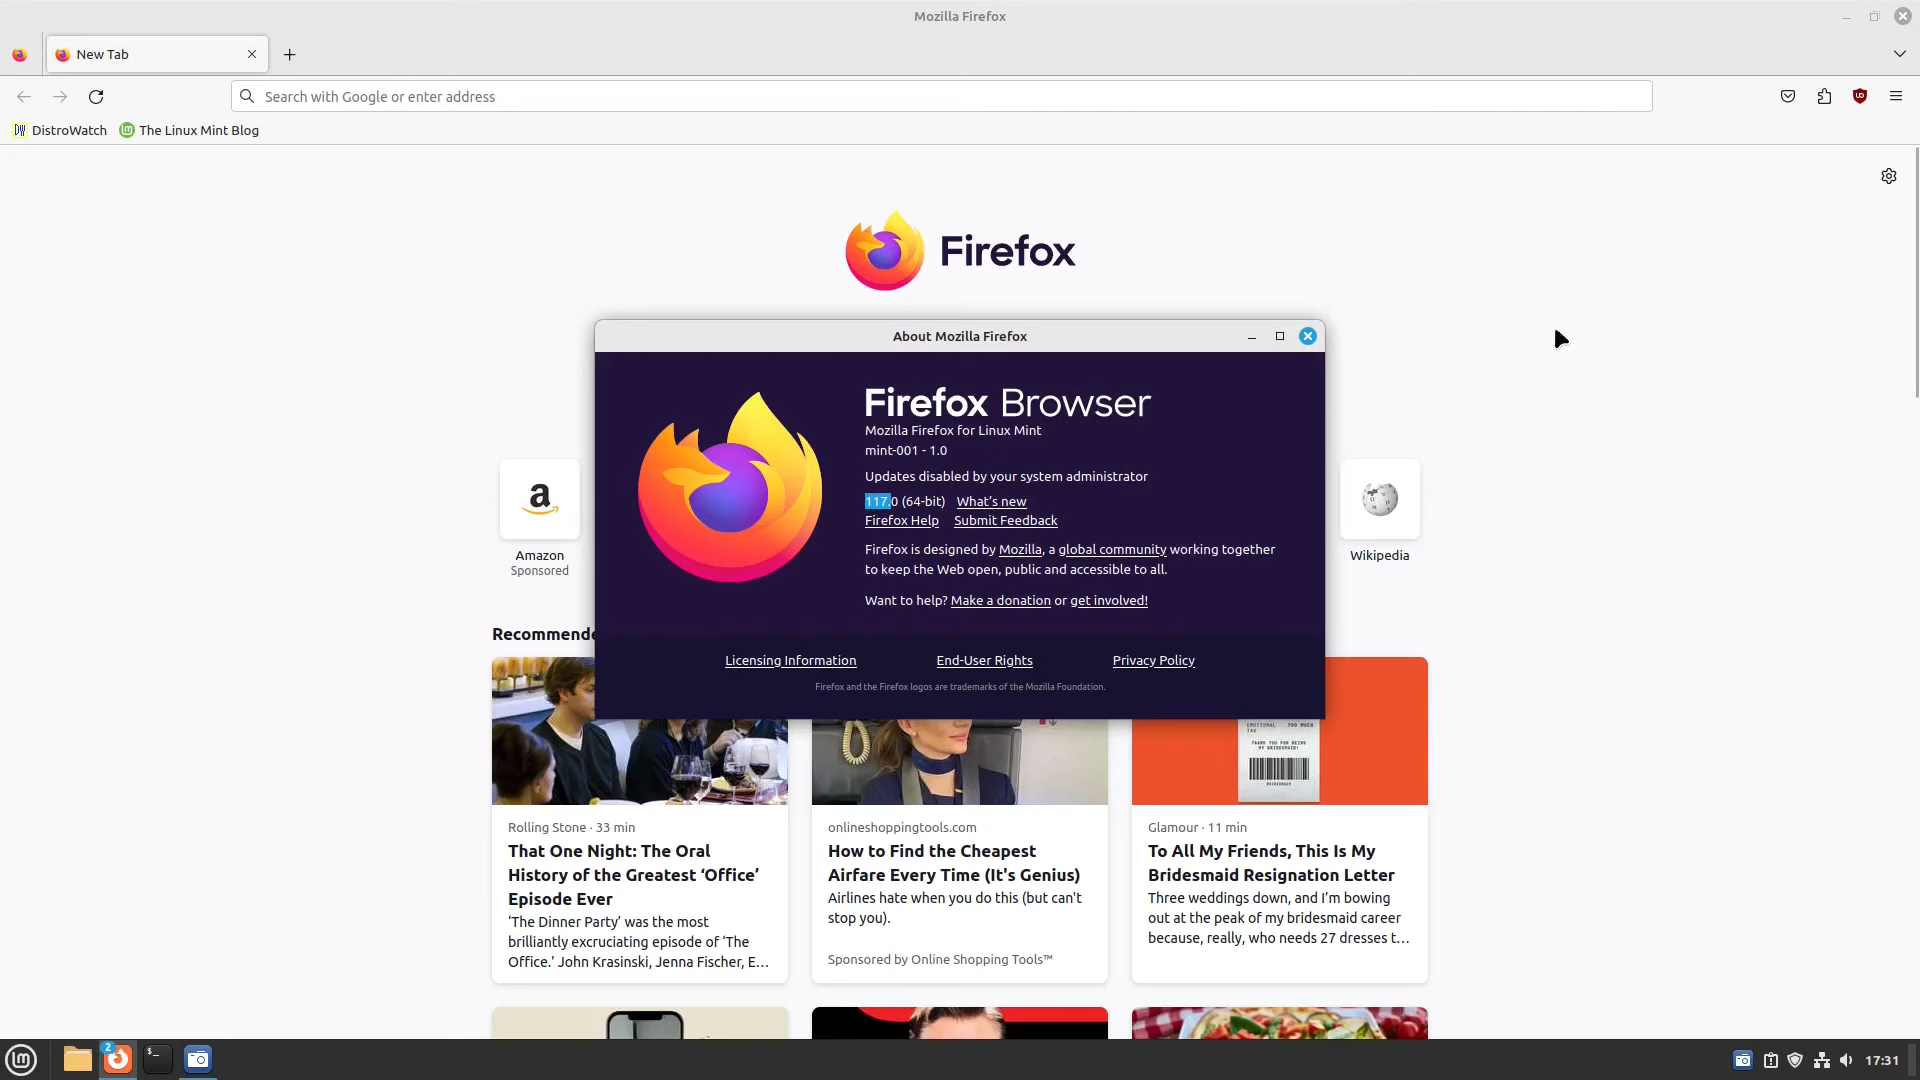 Mozilla Firefox
New Tab
Search with Google or enter address
DistroWatch
The Linux Mint Blog
Firefox
About Mozilla Firefox
Firefox Browser
Mozilla Firefox for Linux Mint
mint-001 - 1.0
Updates disabled by your system administrator
117.0 (64-bit) What’s new
Firefox Help Submit Feedback
Firefox is designed by Mozilla, a global community working together
to keep the Web open, public and accessible to all.
Want to help? Make a donation or get involved!
Licensing Information End-User Rights Privacy Policy
Firefox and the Firefox logos are trademarks of the Mozilla Foundation.
Amazon
Sponsored
Wikipedia
Recommende
Rolling Stone · 33 min
That One Night: The Oral
History of the Greatest ‘Office’
Episode Ever
‘The Dinner Party’ was the most
brilliantly excruciating episode of ‘The
Office.’ John Krasinski, Jenna Fischer, E…
onlineshoppingtools.com
How to Find the Cheapest
Airfare Every Time (It's Genius)
Airlines hate when you do this (but can't
stop you).
Sponsored by Online Shopping Tools™
THANK YOU FOR BEING
MY BRIDESMAID!
Glamour · 11 min
To All My Friends, This Is My
Bridesmaid Resignation Letter
Three weddings down, and I’m bowing
out at the peak of my bridesmaid career
because, really, who needs 27 dresses t…
2
17:31